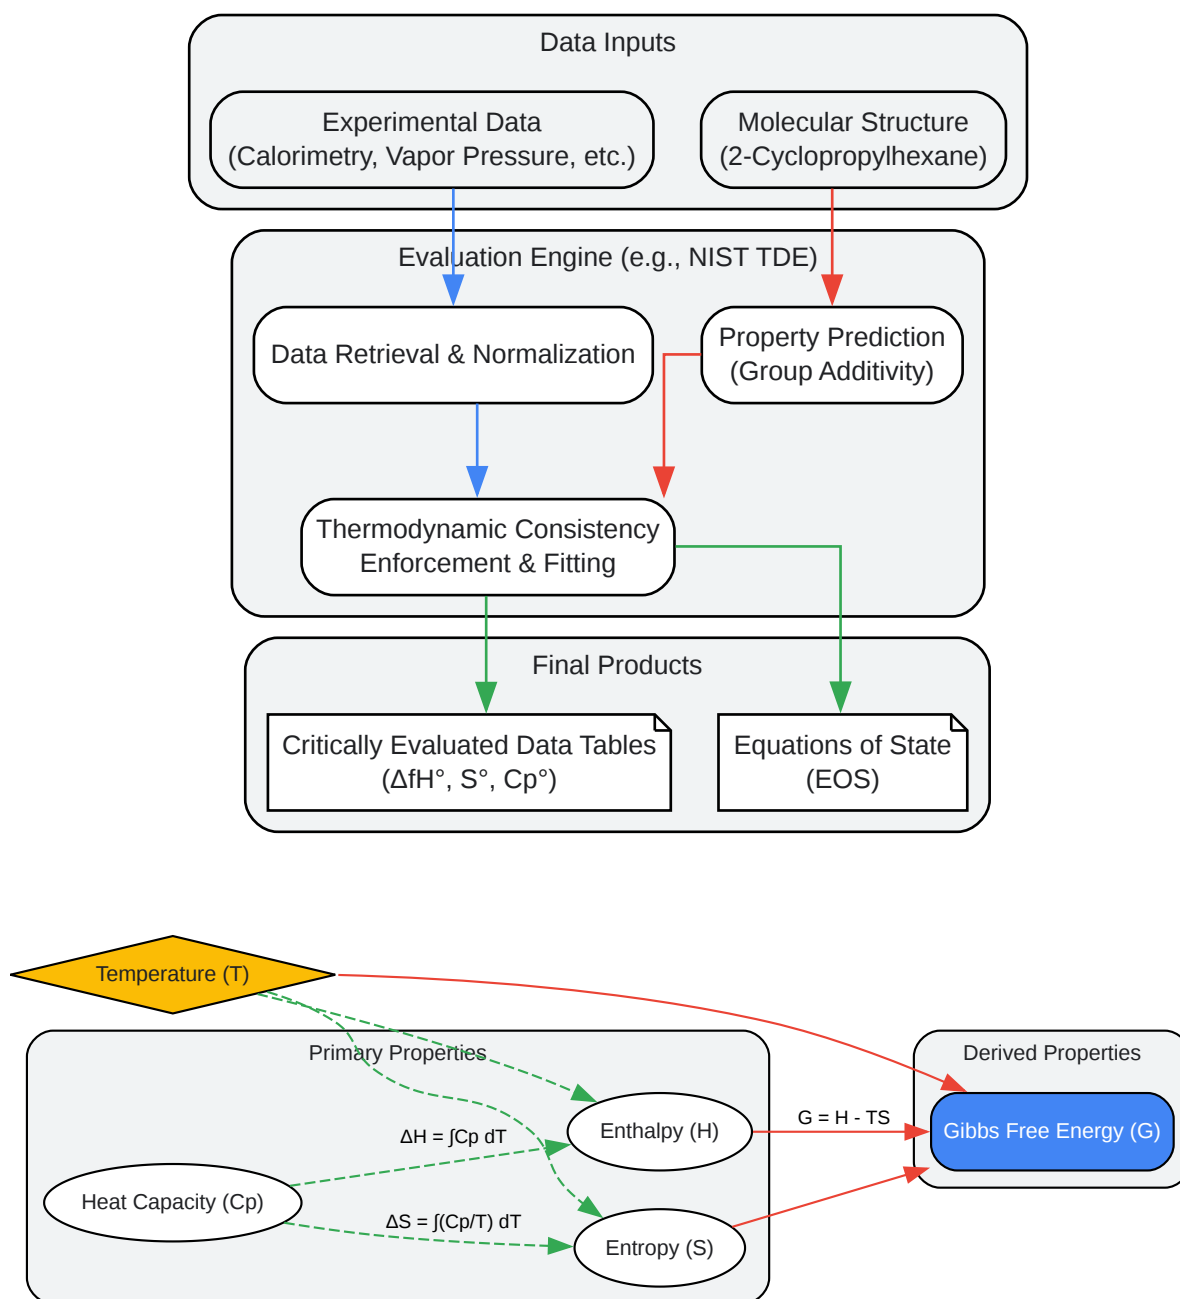 Data Inputs
Experimental Data
(Calorimetry, Vapor Pressure, etc.)
Molecular Structure
(2-Cyclopropylhexane)
Evaluation Engine (e.g., NIST TDE)
Data Retrieval & Normalization
Property Prediction
(Group Additivity)
Thermodynamic Consistency
Enforcement & Fitting
Final Products
Critically Evaluated Data Tables
(ΔfH°, S°, Cp°)
Equations of State
(EOS)
Temperature (T)
Primary Properties
Derived Properties
Enthalpy (H)
G = H - TS
Gibbs Free Energy (G)
ΔH = ∫Cp dT
Heat Capacity (Cp)
ΔS = ∫(Cp/T) dT
Entropy (S)